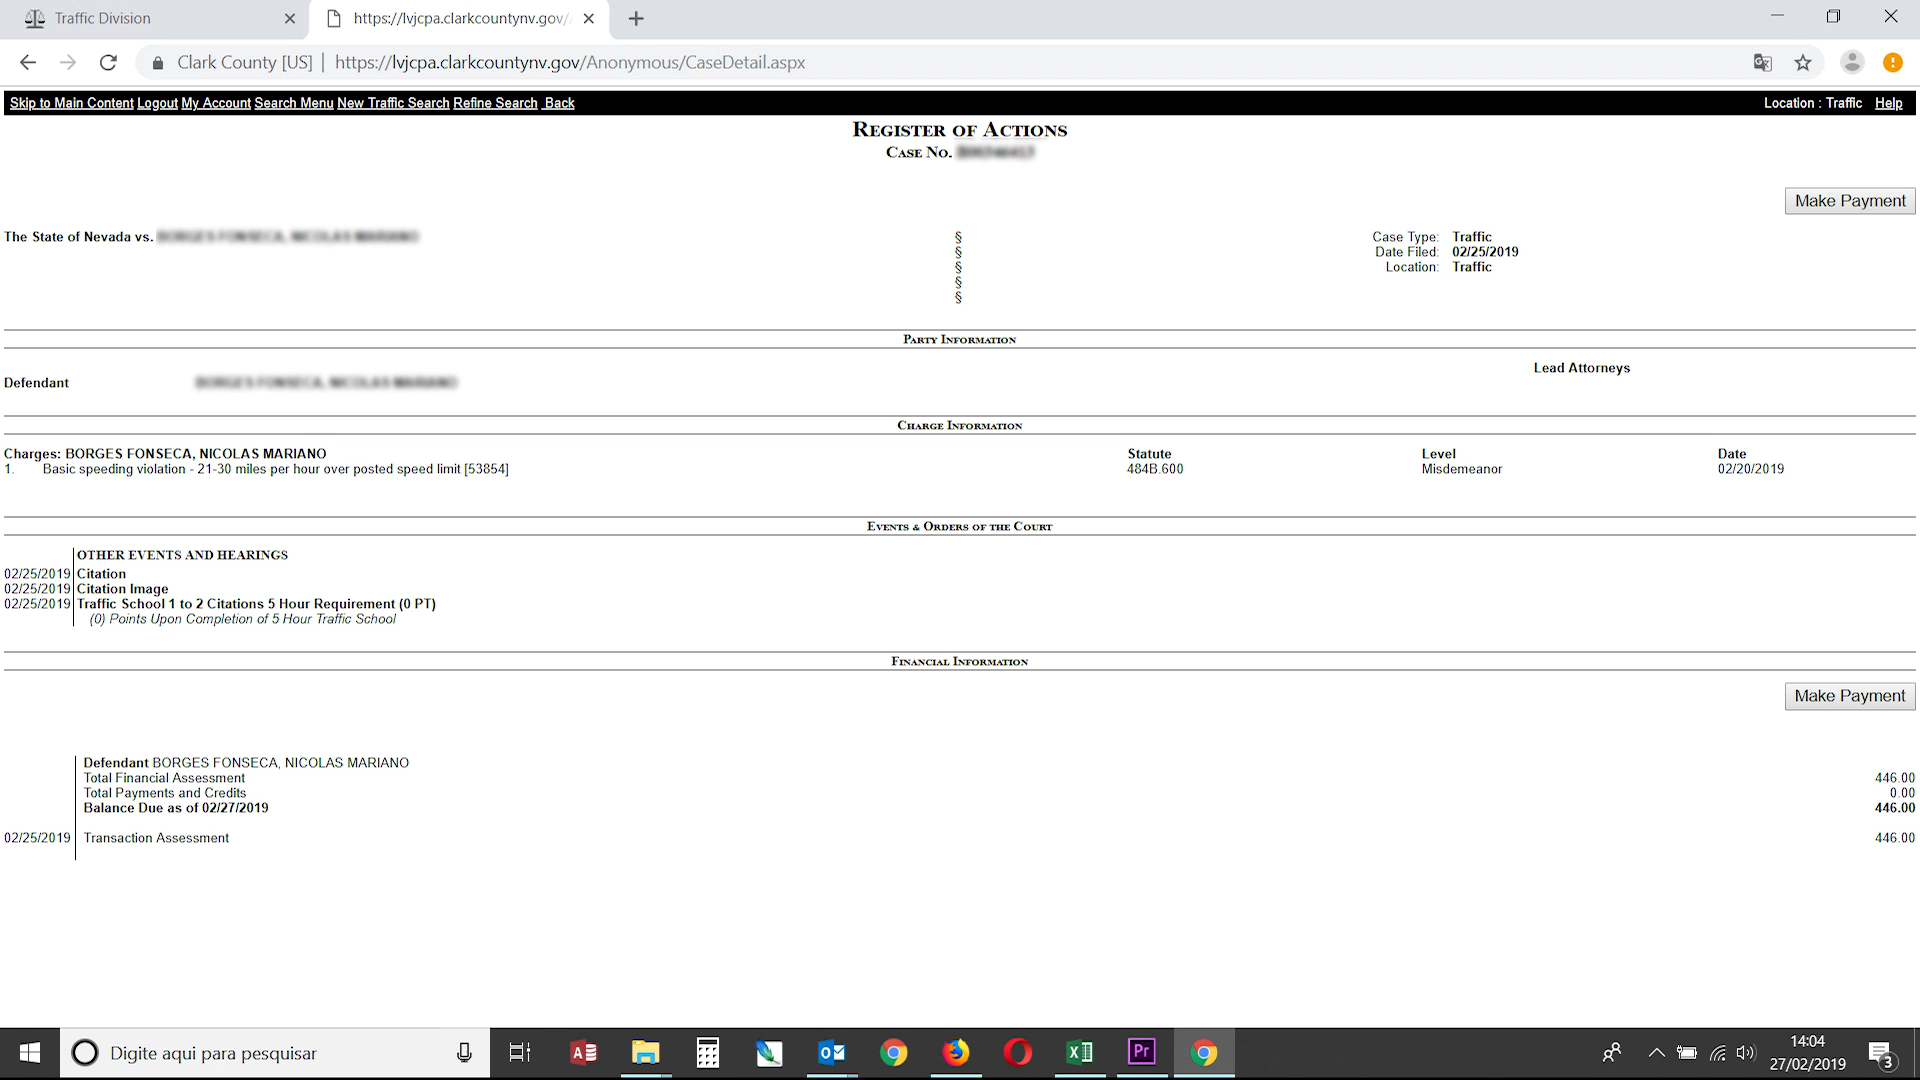 Traffic Division
https://lvjcpa.clarkcountynv.gov/
Clark County [US] | https://lvjcpa.clarkcountynv.gov/Anonymous/CaseDetail.aspx
Skip to Main Content Logout My Account Search Menu New Traffic Search Refine Search Back
Location : Traffic Help
REGISTER OF ACTIONS
CASE NO.
Make Payment
The State of Nevada vs.
§
§
§
§
§
Case Type: Traffic
Date Filed: 02/25/2019
Location: Traffic
PARTY INFORMATION
Lead Attorneys
Defendant
CHARGE INFORMATION
Charges: BORGES FONSECA, NICOLAS MARIANO Statute Level Date
1. Basic speeding violation - 21-30 miles per hour over posted speed limit [53854] 484B.600 Misdemeanor 02/20/2019
EVENTS & ORDERS OF THE COURT
OTHER EVENTS AND HEARINGS
02/25/2019 Citation
02/25/2019 Citation Image
02/25/2019 Traffic School 1 to 2 Citations 5 Hour Requirement (0 PT)
(0) Points Upon Completion of 5 Hour Traffic School
FINANCIAL INFORMATION
Make Payment
Defendant BORGES FONSECA, NICOLAS MARIANO
Total Financial Assessment 446.00
Total Payments and Credits 0.00
Balance Due as of 02/27/2019 446.00
02/25/2019 Transaction Assessment 446.00
Digite aqui para pesquisar
14:04
27/02/2019
3